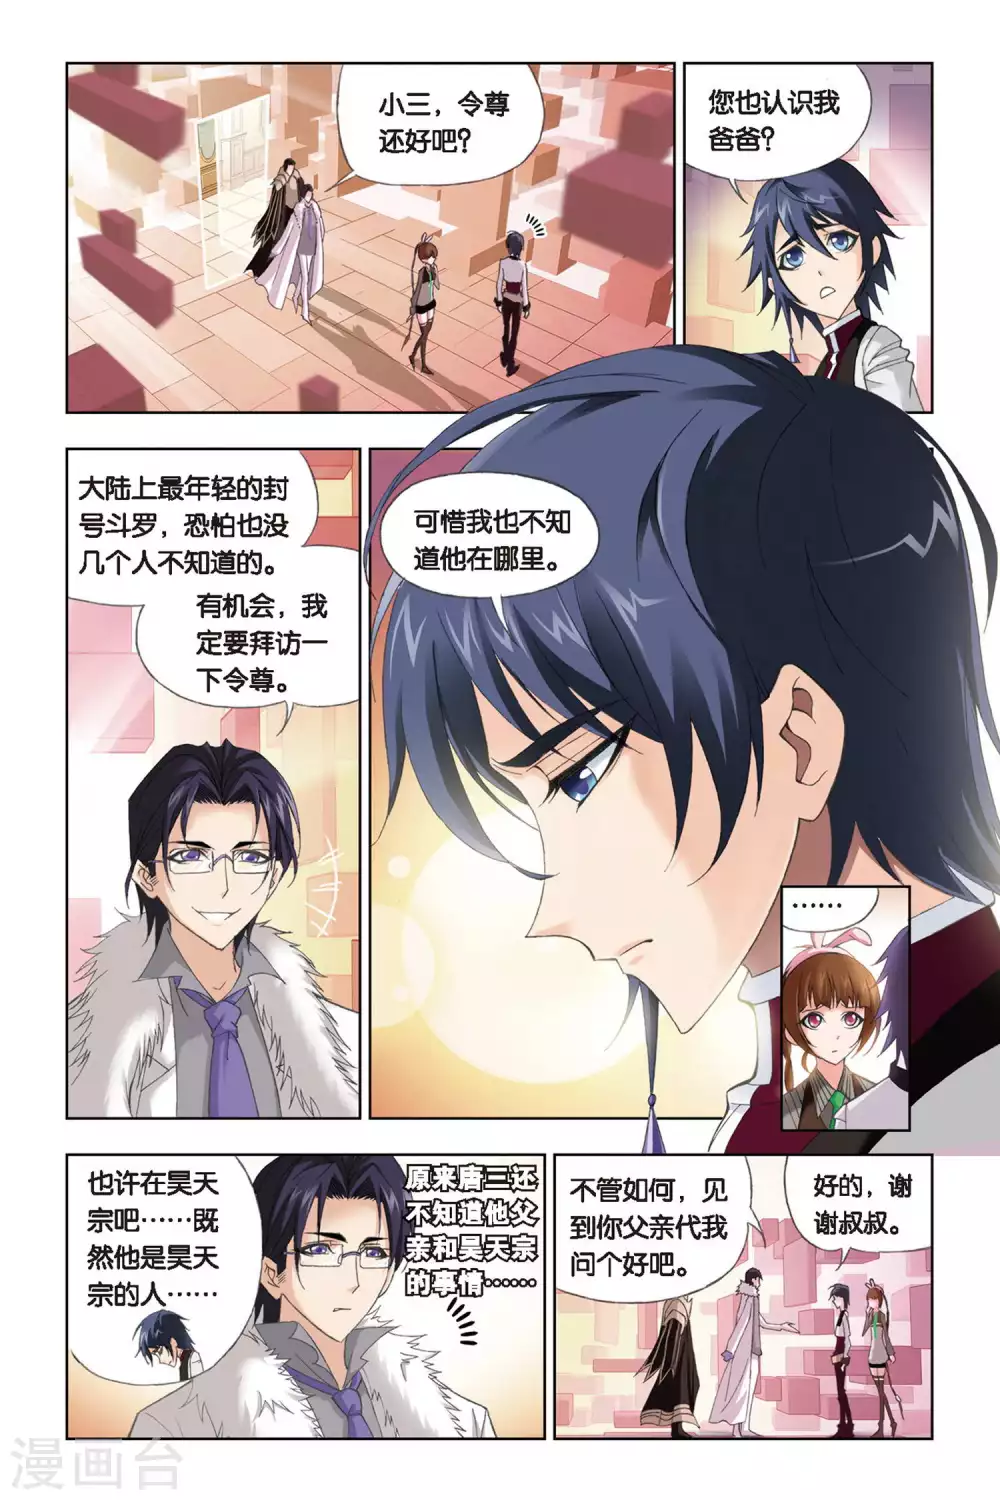 小三，令尊
还好吧？
您也认识我
爸爸？
大陆上最年轻的封
号斗罗，恐怕也没
几个人不知道的。
有机会，我
定要拜访一
下令尊。
可惜我也不知
道他在哪里。
……
也许在昊天
宗吧……既
然他是昊天
宗的人……
原来唐三还
不知道他父
亲和昊天宗
的事情……
不管如何，见
到你父亲代我
问个好吧。
好的，谢
谢叔叔。
漫画台